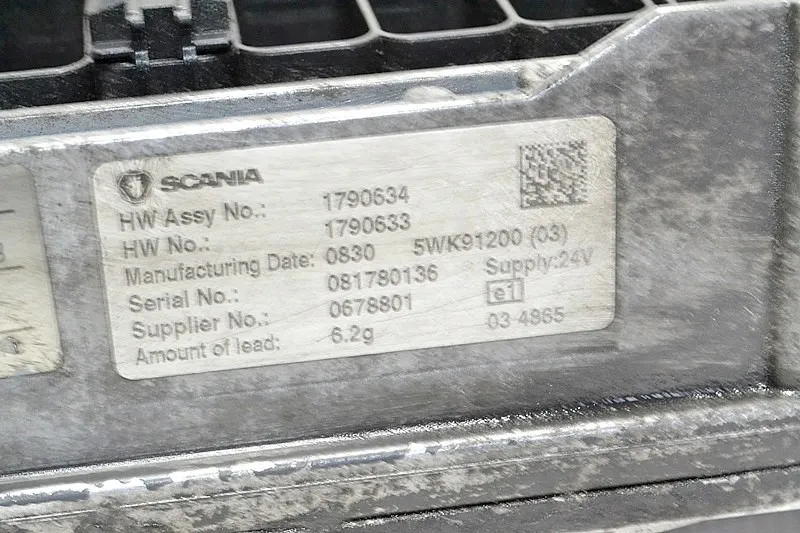 SCANIA
HW Assy No.: 1790634
HW No.: 1790633
Manufacturing Date: 0830 5WK91200 (03)
Serial No.: 081780136 Supply:24V
Supplier No.: 0678801 e1
Amount of lead: 6.2g 03 4965